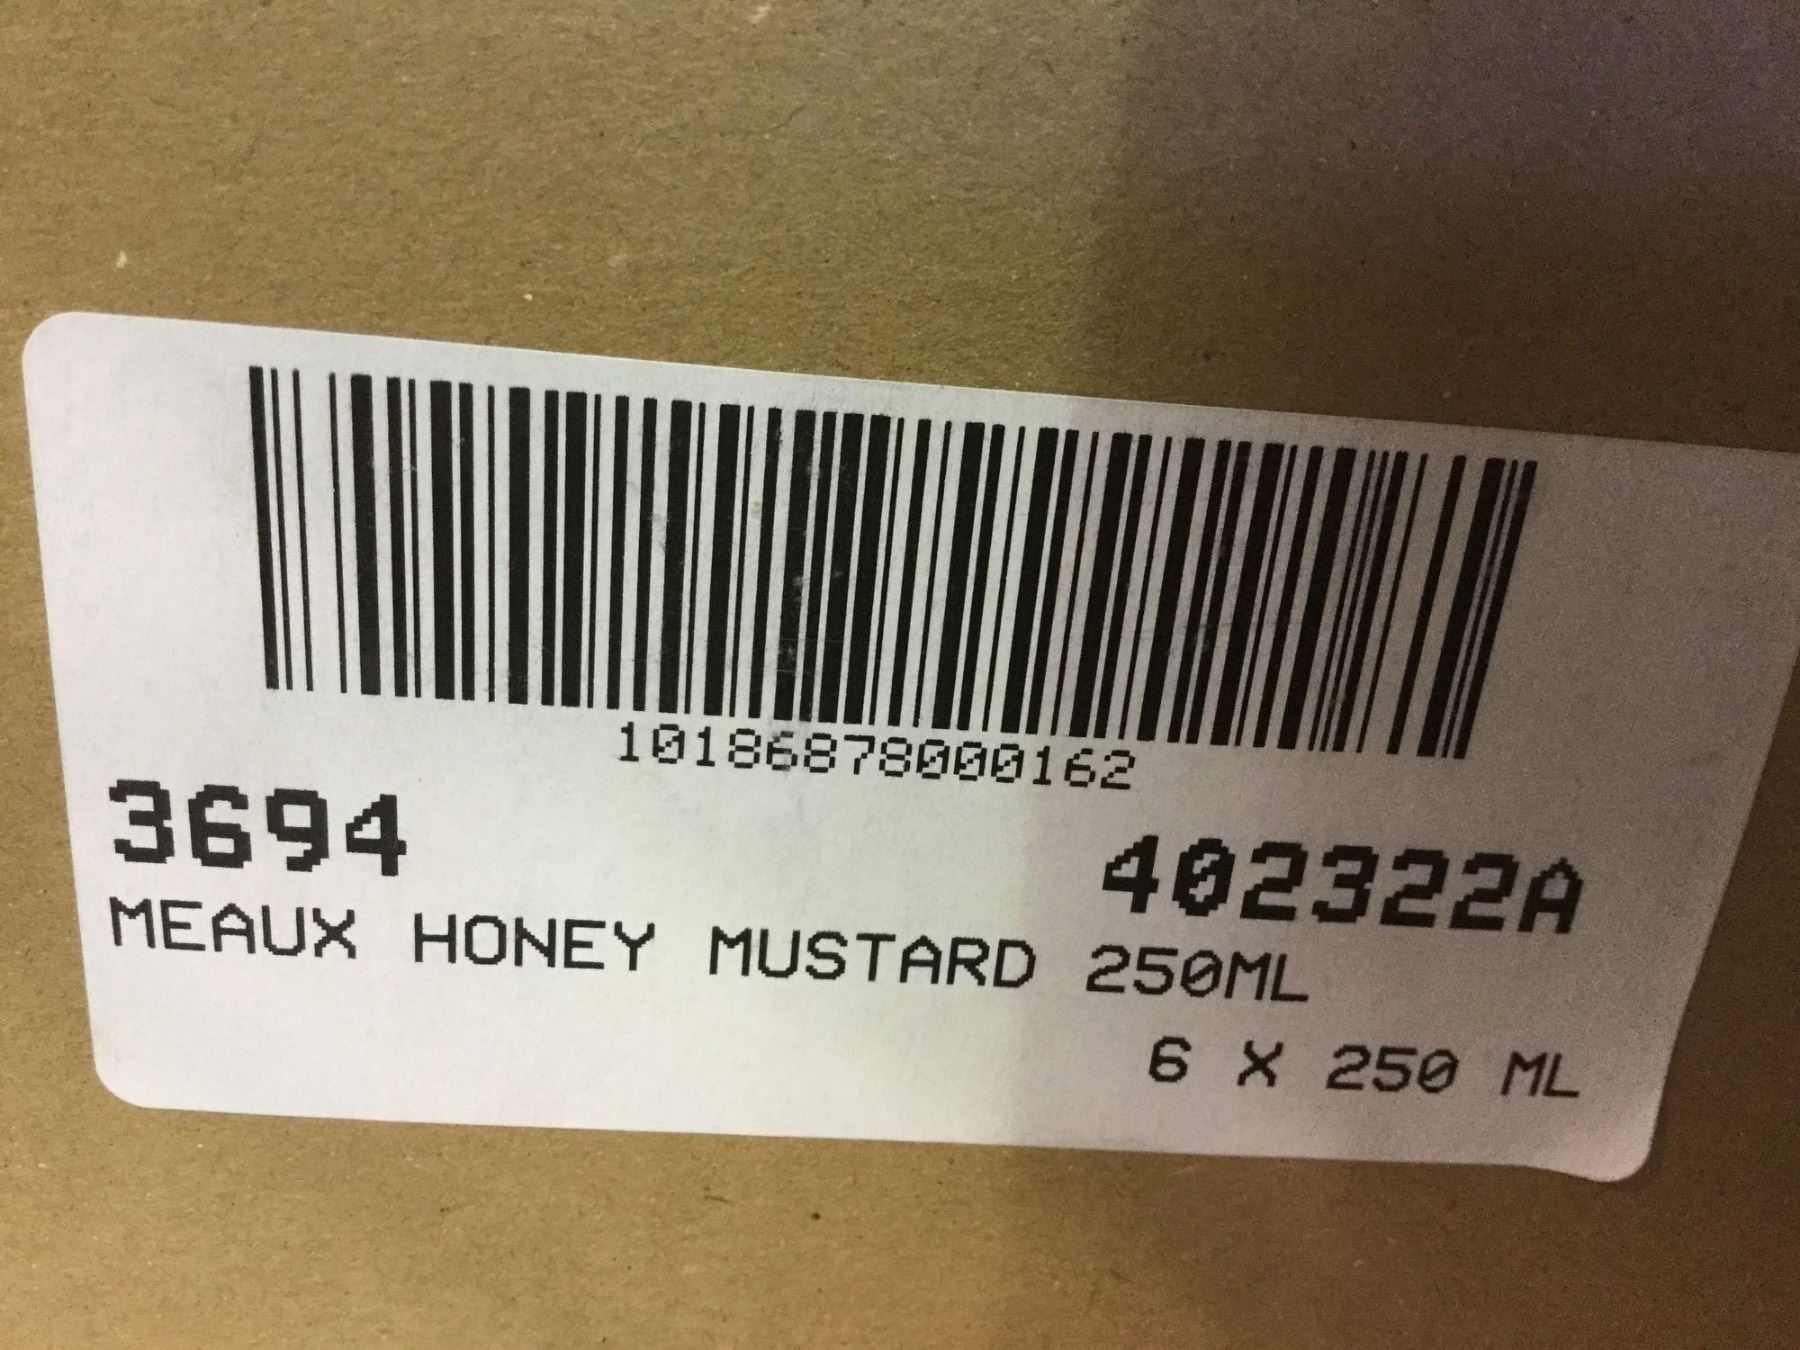 10186878000162
3694
402322A
MEAUX HONEY MUSTARD 250ML
6 X 250 ML